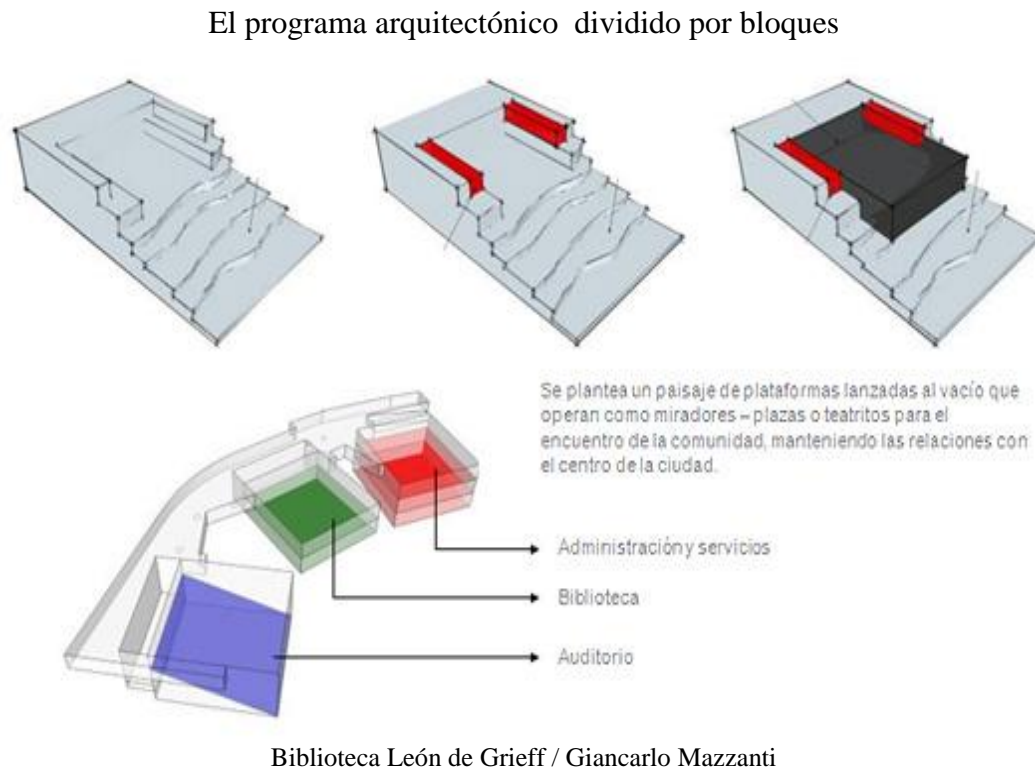 El programa arquitectónico dividido por bloques
Se plantea un paisaje de plataformas lanzadas al vacío que
operan como miradores – plazas o teatritos para el
encuentro de la comunidad, manteniendo las relaciones con
el centro de la ciudad.
Administración y servicios
Biblioteca
Auditorio
Biblioteca León de Grieff / Giancarlo Mazzanti